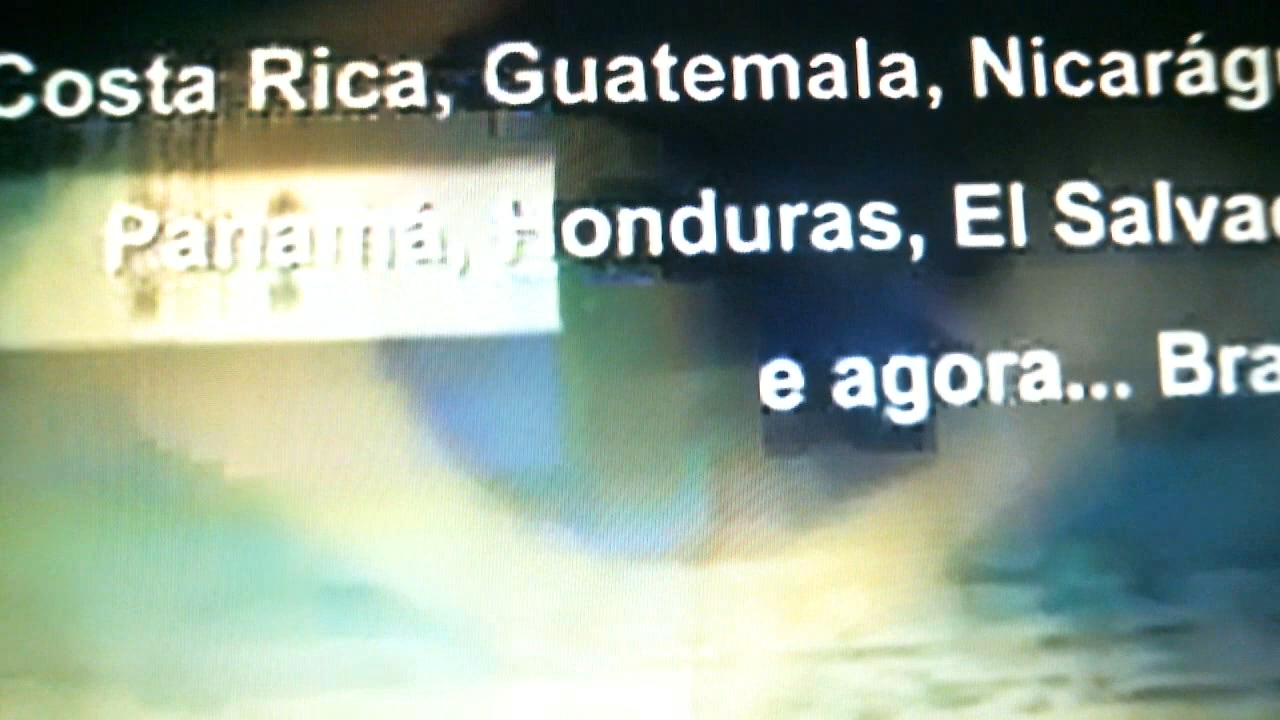 Costa Rica, Guatemala, Nicarág
Panamá, Honduras, El Salva
e agora... Bra